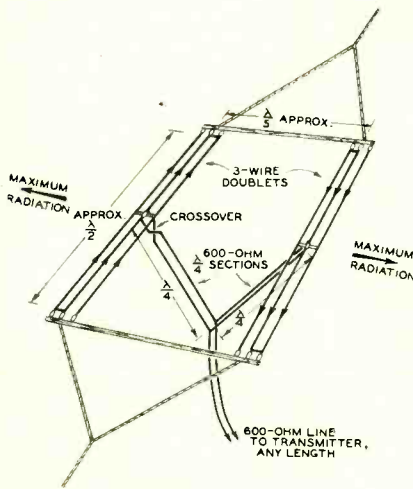 λ/5 APPROX.
3-WIRE
DOUBLETS
MAXIMUM
RADIATION
APPROX.
λ/2
CROSSOVER
λ/4
600-OHM
SECTIONS
λ/4
λ/4
MAXIMUM
RADIATION
600-OHM LINE
TO TRANSMITTER,
ANY LENGTH